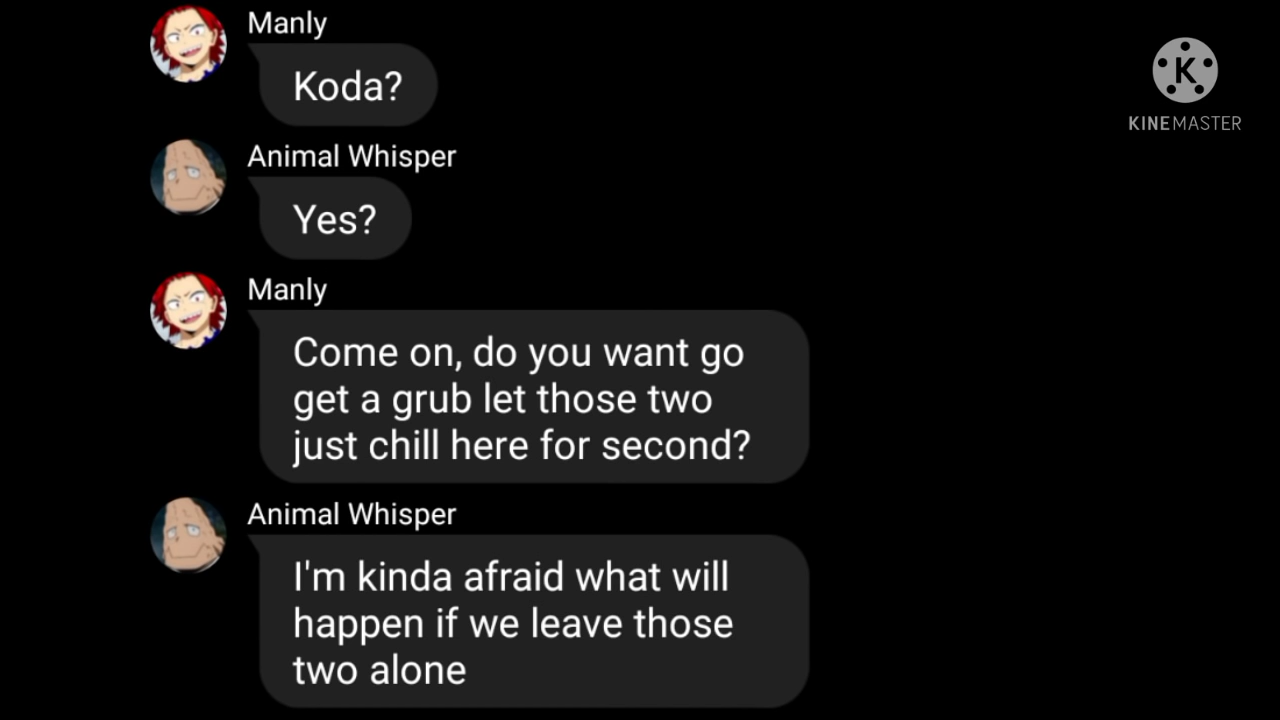 Manly
Koda?
K
KINEMASTER
Animal Whisper
Yes?
Manly
Come on, do you want go
get a grub let those two
just chill here for second?
Animal Whisper
I'm kinda afraid what will
happen if we leave those
two alone